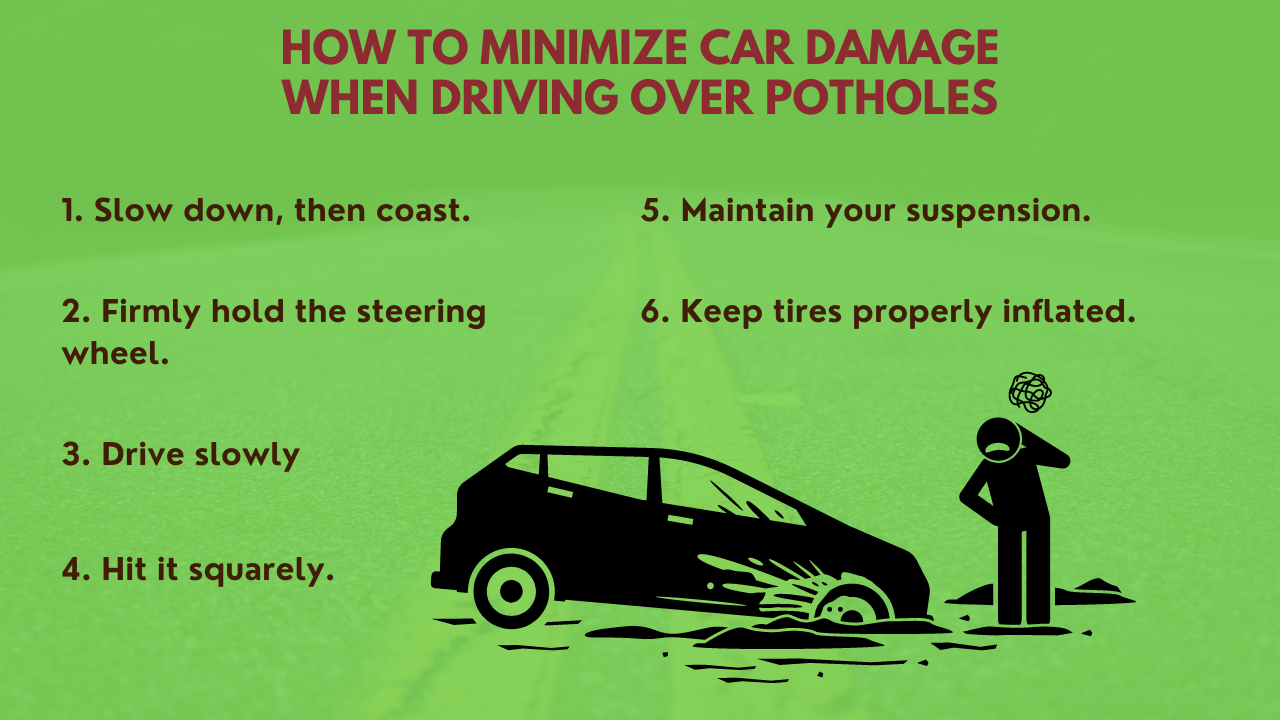 HOW TO MINIMIZE CAR DAMAGE
WHEN DRIVING OVER POTHOLES
1. Slow down, then coast.
2. Firmly hold the steering
wheel.
3. Drive slowly
4. Hit it squarely.
5. Maintain your suspension.
6. Keep tires properly inflated.